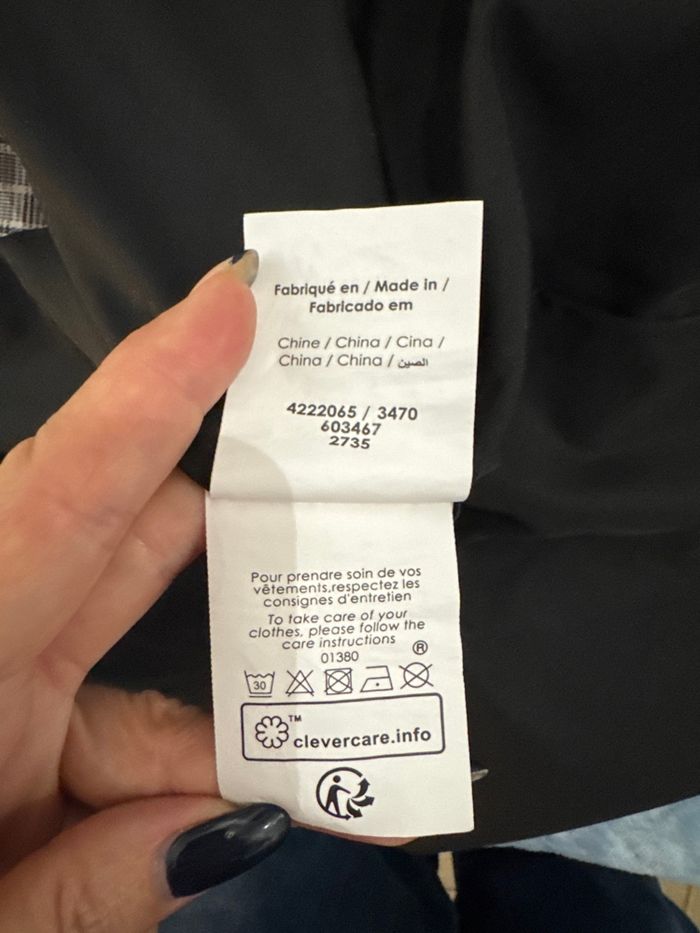 Fabriqué en / Made in /
Fabricado em
Chine / China / Cina /
China / China / الصين
4222065 / 3470
603467
2735
Pour prendre soin de vos
vêtements,respectez les
consignes d'entretien
To take care of your
clothes, please follow the
care instructions
01380
®
30
TM
clevercare.info